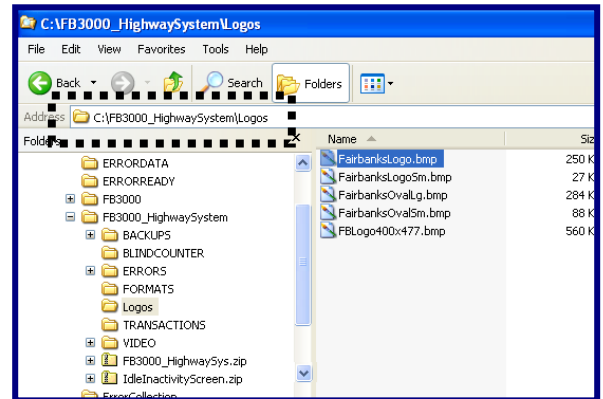 C:\FB3000_HighwaySystem\Logos
File Edit View Favorites Tools Help
Back Search Folders
Address C:\FB3000_HighwaySystem\Logos
Folders x
ERRORDATA
ERRORREADY
FB3000
FB3000_HighwaySystem
BACKUPS
BLINDCOUNTER
ERRORS
FORMATS
Logos
TRANSACTIONS
VIDEO
FB3000_HighwaySys.zip
IdleInactivityScreen.zip
ErrorCollection
Name Siz
FairbanksLogo.bmp 250 K
FairbanksLogoSm.bmp 27 K
FairbanksOvalLg.bmp 284 K
FairbanksOvalSm.bmp 88 K
FBLogo400x477.bmp 560 K